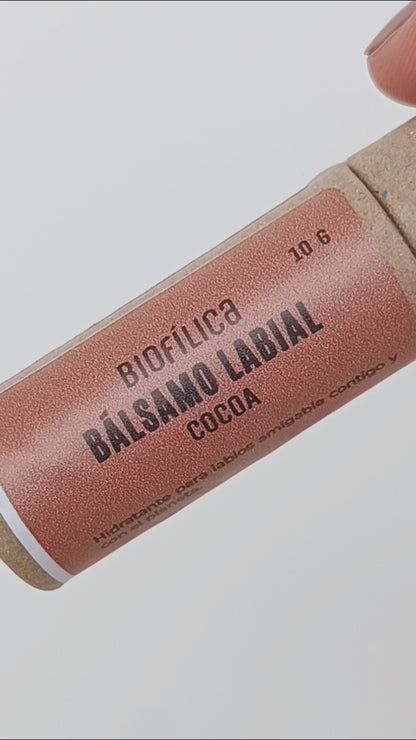 10 G
BIOFÍLICa
BÁLSAMO LABIAL
COCOA
Hidratante para labios amigable contigo y
con el planeta.